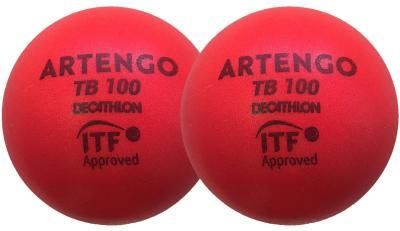 ARTENGO
TB 100
DECATHLON
ITF
Approved
ARTENGO
TB 100
DECATHLON
ITF
Approved